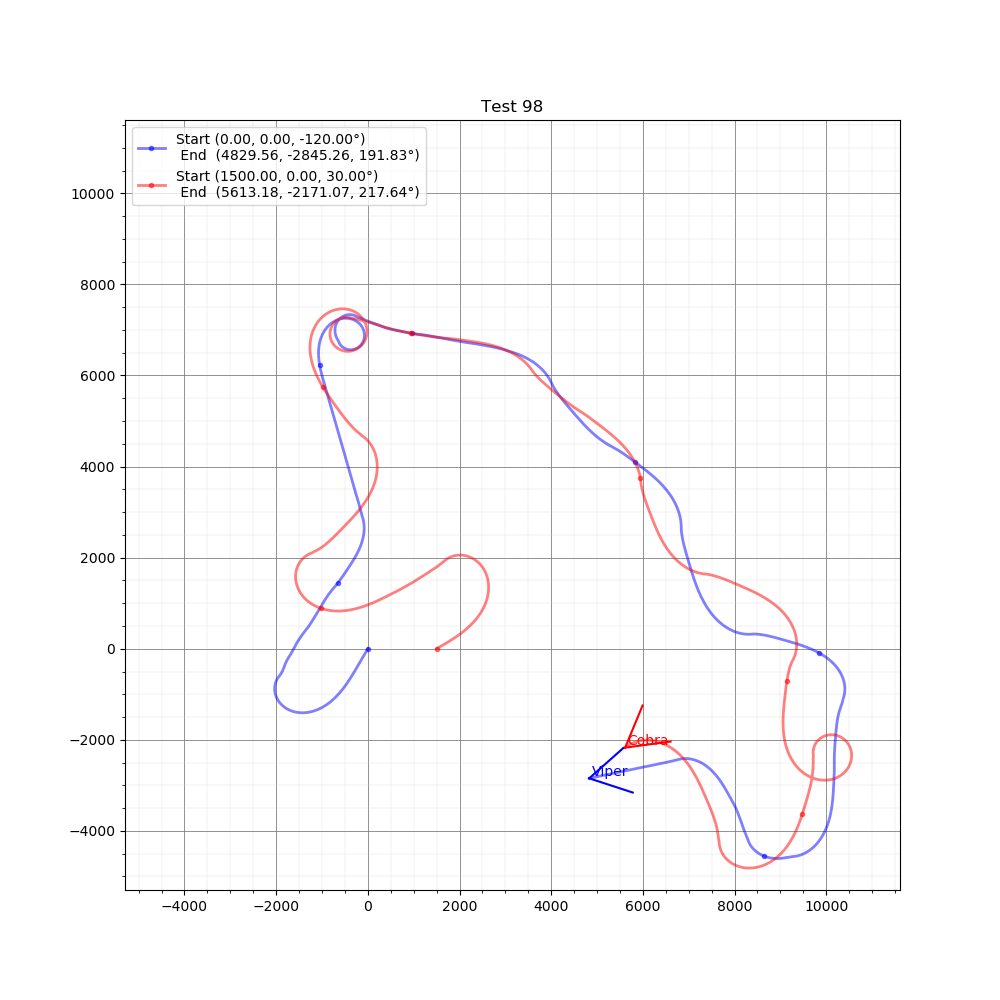 Test 98
Start (0.00, 0.00, -120.00°)
End (4829.56, -2845.26, 191.83°)
Start (1500.00, 0.00, 30.00°)
End (5613.18, -2171.07, 217.64°)
10000
8000
6000
4000
2000
0
−2000
−4000
Cobra
Viper
−4000 −2000 0 2000 4000 6000 8000 10000